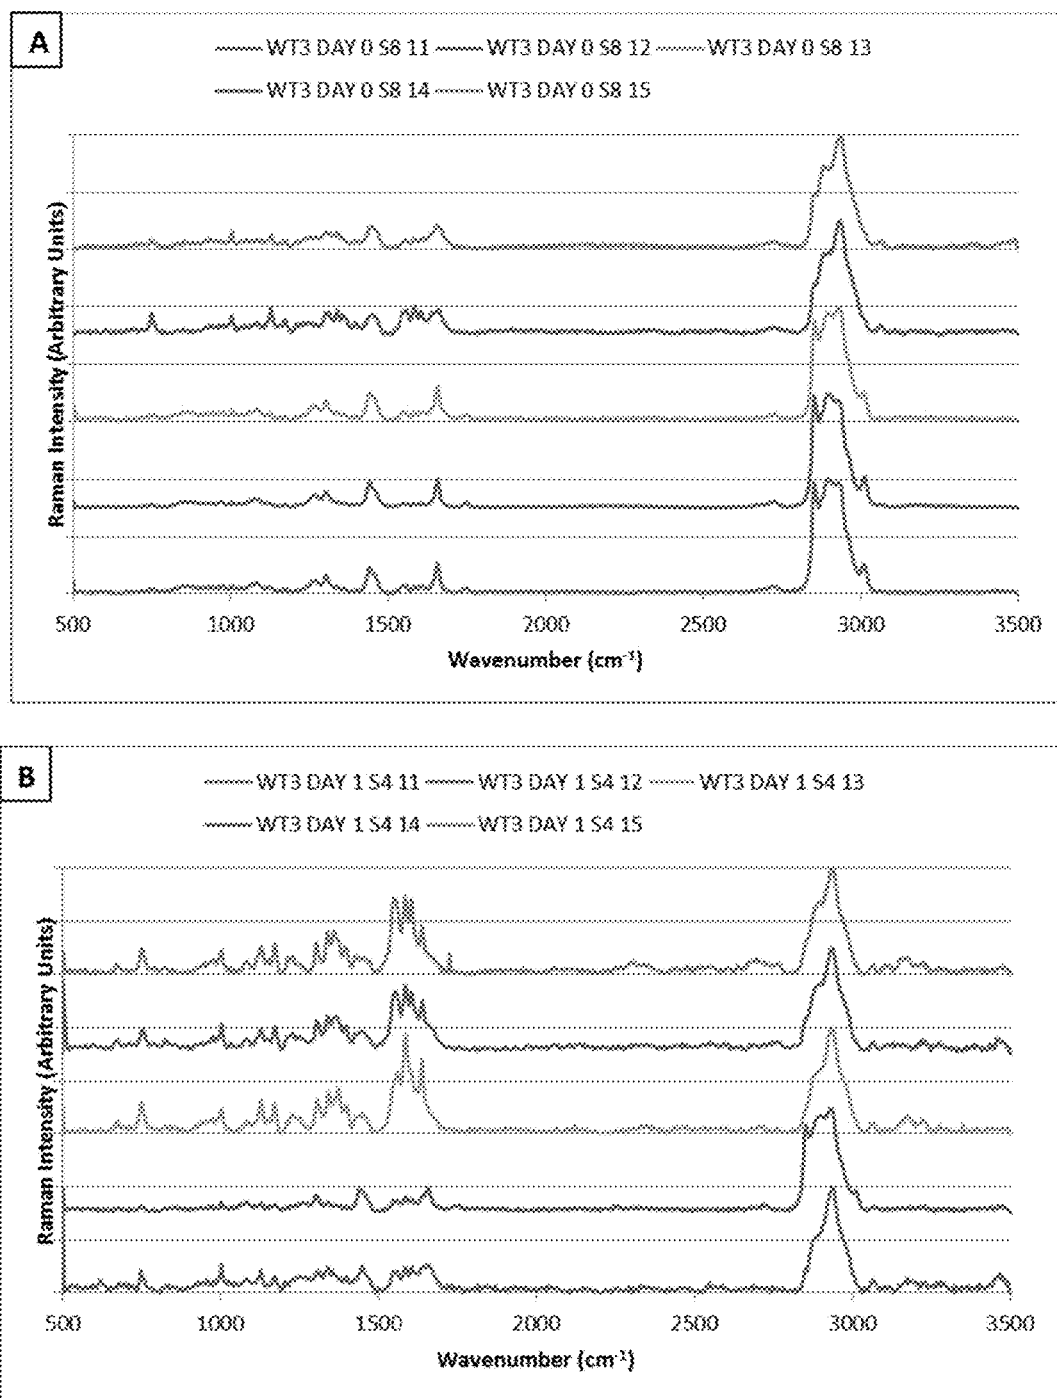 A
WT3 DAY 0 S8 11 WT3 DAY 0 S8 12 WT3 DAY 0 S8 13
WT3 DAY 0 S8 14 WT3 DAY 0 S8 15
Raman Intensity (Arbitrary Units)
500 1000 1500 2000 2500 3000 3500
Wavenumber (cm⁻¹)
B
WT3 DAY 1 S4 11 WT3 DAY 1 S4 12 WT3 DAY 1 S4 13
WT3 DAY 1 S4 14 WT3 DAY 1 S4 15
Raman Intensity (Arbitrary Units)
500 1000 1500 2000 2500 3000 3500
Wavenumber (cm⁻¹)